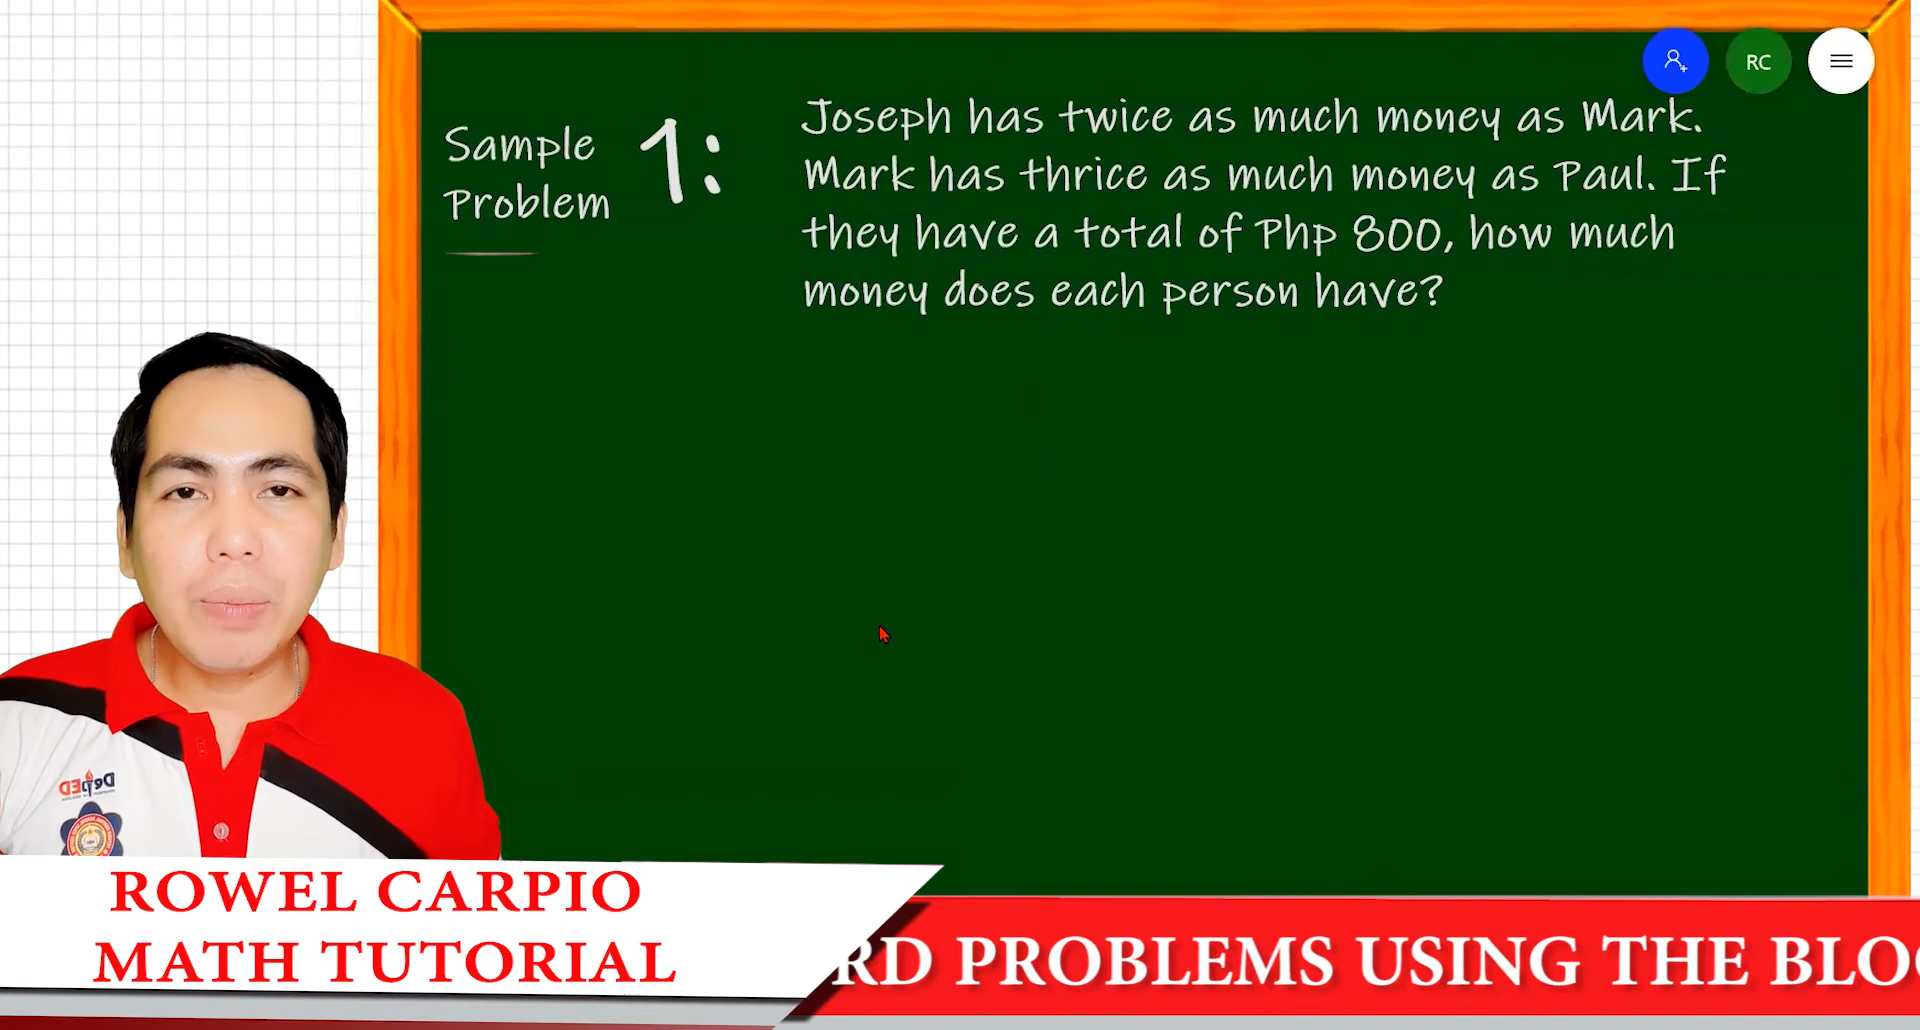 RC
Sample
Problem
1:
Joseph has twice as much money as Mark.
Mark has thrice as much money as Paul. If
they have a total of Php 800, how much
money does each person have?
DepED
ROWEL CARPIO
MATH TUTORIAL
RD PROBLEMS USING THE BLO